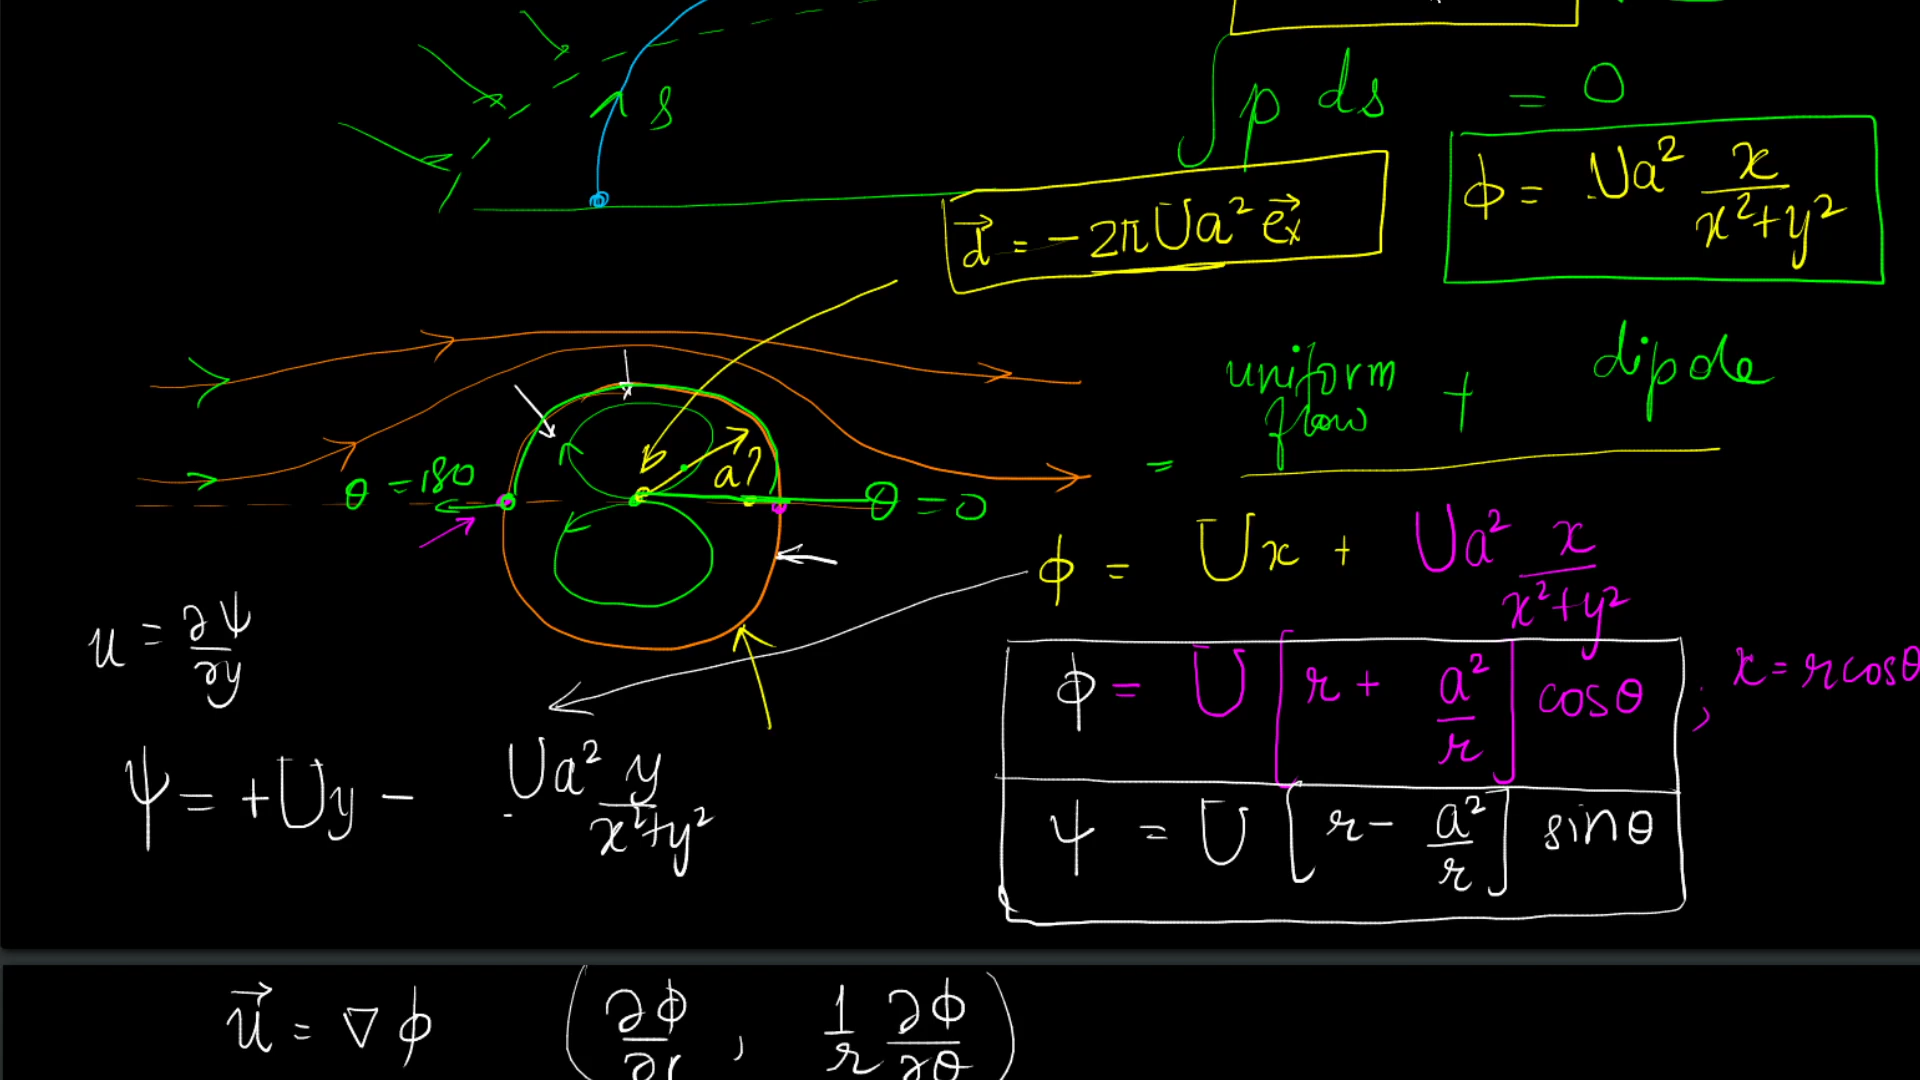 s
∫ p ds = 0
d⃗ = -2πUa² e⃗x
ϕ = Ua² x/(x²+y²)
uniform flow + dipole
=
θ = 180
a?
θ = 0
ϕ = Ux + Ua² x/(x²+y²)
u = ∂ψ/∂y
ϕ = U [r + a²/r] cosθ ; x = r cosθ
ψ = +Uy - Ua² y/(x²+y²)
ψ = U [r - a²/r] sinθ
u⃗ = ∇ϕ (∂ϕ/∂r , 1/r ∂ϕ/∂θ)